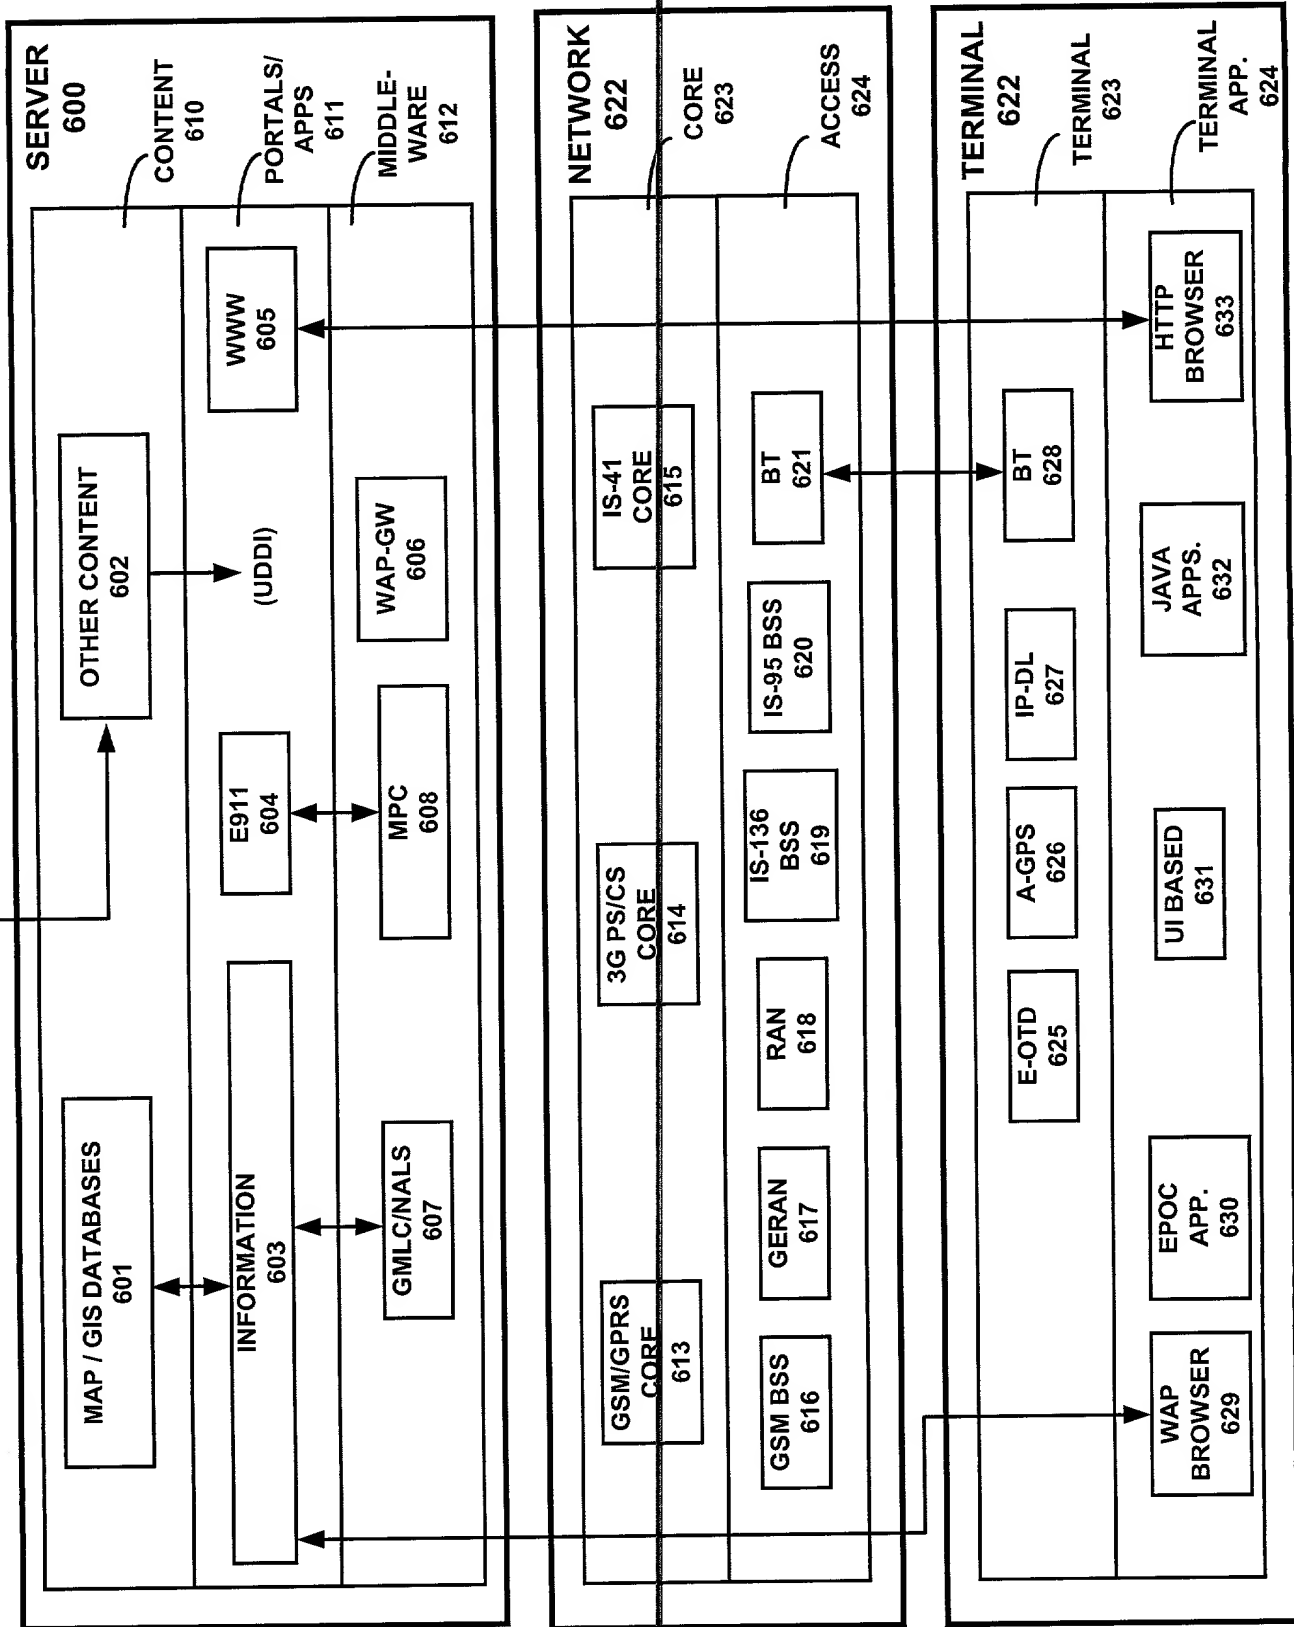 SERVER
600
CONTENT
610
PORTALS/
APPS
611
MIDDLE-
WARE
612
MAP / GIS DATABASES
601
OTHER CONTENT
602
INFORMATION
603
E911
604
(UDDI)
WWW
605
GMLC/NALS
607
MPC
608
WAP-GW
606
NETWORK
622
CORE
623
ACCESS
624
GSM/GPRS
CORE
613
3G PS/CS
CORE
614
IS-41
CORE
615
GSM BSS
616
GERAN
617
RAN
618
IS-136
BSS
619
IS-95 BSS
620
BT
621
TERMINAL
622
TERMINAL
623
TERMINAL
APP.
624
E-OTD
625
A-GPS
626
IP-DL
627
BT
628
WAP
BROWSER
629
EPOC
APP.
630
UI BASED
631
JAVA
APPS.
632
HTTP
BROWSER
633